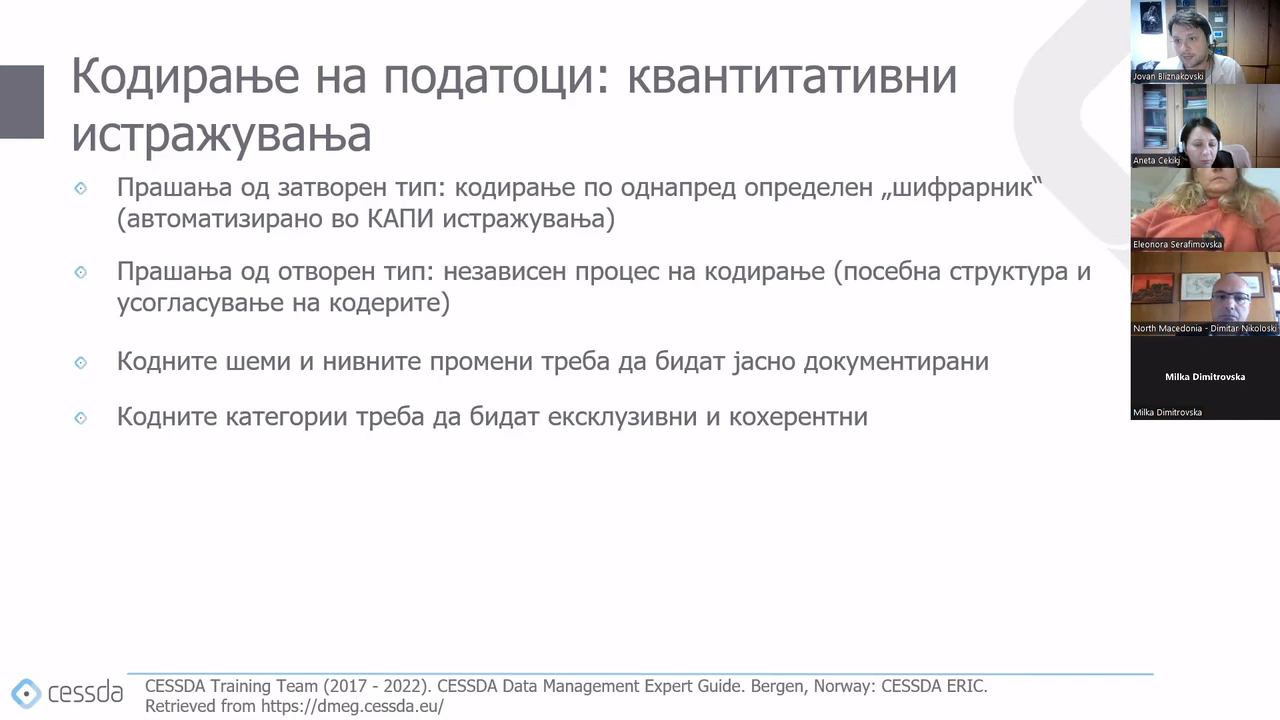 Кодирање на податоци: квантитативни
истражувања
Прашања од затворен тип: кодирање по однапред определен „шифрарник“
(автоматизирано во КАПИ истражувања)
Прашања од отворен тип: независен процес на кодирање (посебна структура и
усогласување на кодерите)
Кодните шеми и нивните промени треба да бидат јасно документирани
Кодните категории треба да бидат ексклузивни и кохерентни
cessda
CESSDA Training Team (2017 - 2022). CESSDA Data Management Expert Guide. Bergen, Norway: CESSDA ERIC.
Retrieved from https://dmeg.cessda.eu/
Jovan Bliznakovski
Aneta Cekikj
Eleonora Serafimovska
North Macedonia - Dimitar Nikoloski
Milka Dimitrovska
Milka Dimitrovska